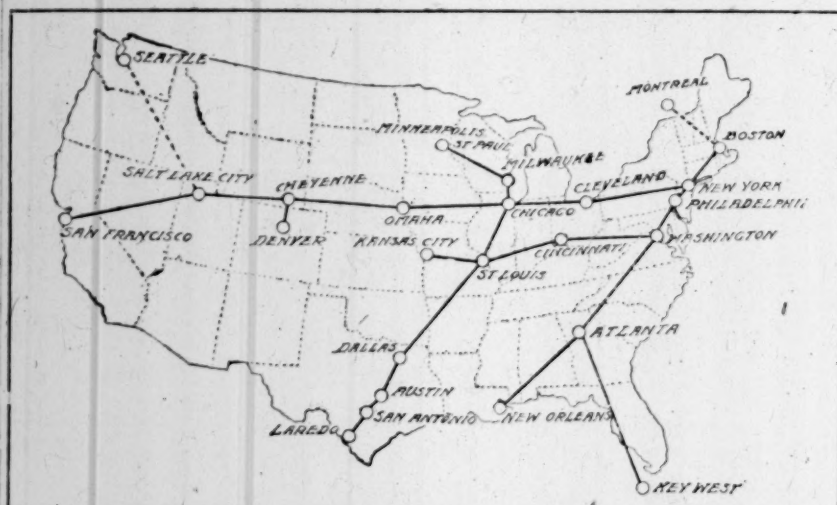 SEATTLE
MONTREAL
BOSTON
MINNEAPOLIS
ST PAUL
MILWAUKEE
SALT LAKE CITY
CHEYENNE
CLEVELAND
NEW YORK
PHILADELPHIA
OMAHA
CHICAGO
SAN FRANCISCO
DENVER
KANSAS CITY
CINCINNATI
WASHINGTON
ST LOUIS
ATLANTA
DALLAS
AUSTIN
SAN ANTONIO
NEW ORLEANS
LAREDO
KEY WEST